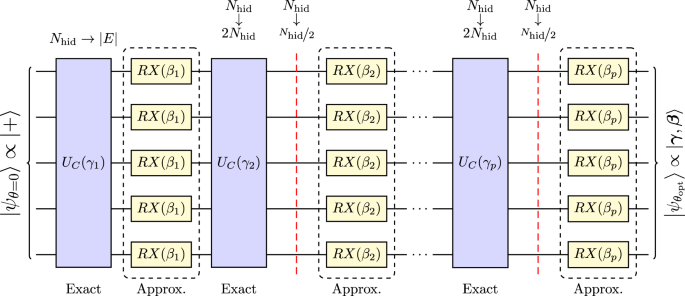 N_hid → |E|
N_hid
↓
2N_hid
N_hid
↓
N_hid/2
N_hid
↓
2N_hid
N_hid
↓
N_hid/2
|ψ_θ=0⟩ ∝ |+⟩
U_C(γ_1)
RX(β_1)
RX(β_1)
RX(β_1)
RX(β_1)
RX(β_1)
U_C(γ_2)
RX(β_2)
RX(β_2)
RX(β_2)
RX(β_2)
RX(β_2)
···
···
···
···
···
U_C(γ_p)
RX(β_p)
RX(β_p)
RX(β_p)
RX(β_p)
RX(β_p)
|ψ_θ_opt⟩ ∝ |γ, β⟩
Exact
Approx.
Exact
Approx.
Exact
Approx.